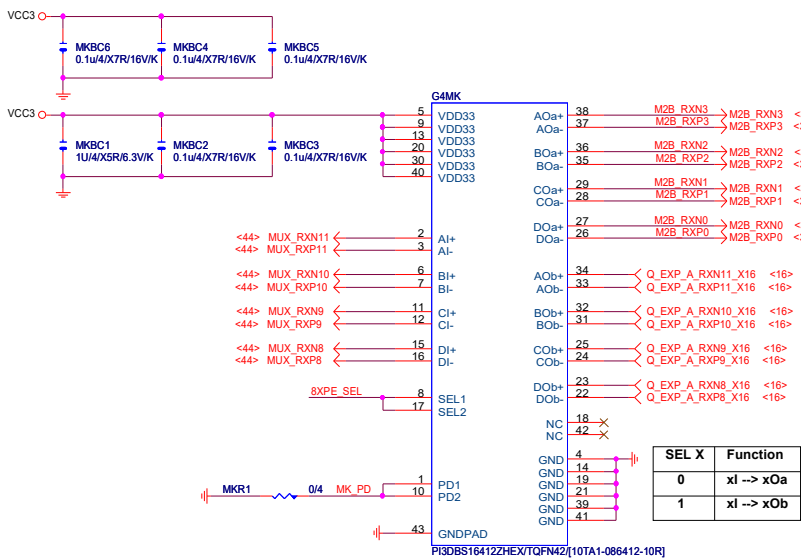 VCC3
MKBC6
0.1u/4/X7R/16V/K
MKBC4
0.1u/4/X7R/16V/K
MKBC5
0.1u/4/X7R/16V/K
VCC3
MKBC1
1U/4/X5R/6.3V/K
MKBC2
0.1u/4/X7R/16V/K
MKBC3
0.1u/4/X7R/16V/K
G4MK
5 VDD33
9 VDD33
13 VDD33
20 VDD33
30 VDD33
40 VDD33
<44> MUX_RXN11 2 AI+
<44> MUX_RXP11 3 AI-
<44> MUX_RXN10 6 BI+
<44> MUX_RXP10 7 BI-
<44> MUX_RXN9 11 CI+
<44> MUX_RXP9 12 CI-
<44> MUX_RXN8 15 DI+
<44> MUX_RXP8 16 DI-
8XPE_SEL 8 SEL1
17 SEL2
MKR1 0/4 MK_PD 1 PD1
10 PD2
43 GNDPAD
AOa+ 38 M2B_RXN3 M2B_RXN3
AOa- 37 M2B_RXP3 M2B_RXP3
BOa+ 36 M2B_RXN2 M2B_RXN2
BOa- 35 M2B_RXP2 M2B_RXP2
COa+ 29 M2B_RXN1 M2B_RXN1
COa- 28 M2B_RXP1 M2B_RXP1
DOa+ 27 M2B_RXN0 M2B_RXN0
DOa- 26 M2B_RXP0 M2B_RXP0
AOb+ 34 Q_EXP_A_RXN11_X16 <16>
AOb- 33 Q_EXP_A_RXP11_X16 <16>
BOb+ 32 Q_EXP_A_RXN10_X16 <16>
BOb- 31 Q_EXP_A_RXP10_X16 <16>
COb+ 25 Q_EXP_A_RXN9_X16 <16>
COb- 24 Q_EXP_A_RXP9_X16 <16>
DOb+ 23 Q_EXP_A_RXN8_X16 <16>
DOb- 22 Q_EXP_A_RXP8_X16 <16>
NC 18
NC 42
GND 4
GND 14
GND 19
GND 21
GND 39
GND 41
PI3DBS16412ZHEX/TQFN42/[10TA1-086412-10R]
SEL X Function
0 xI --> xOa
1 xI --> xOb